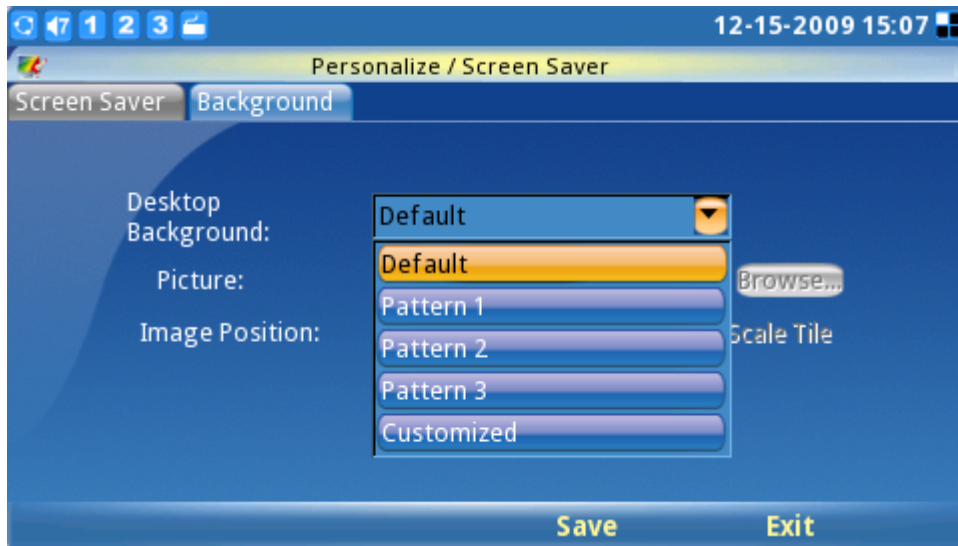 7 1 2 3 12-15-2009 15:07
Personalize / Screen Saver
Screen Saver Background
Desktop
Background:
Default
Default
Picture:
Browse...
Pattern 1
Image Position:
Scale Tile
Pattern 2
Pattern 3
Customized
Save Exit